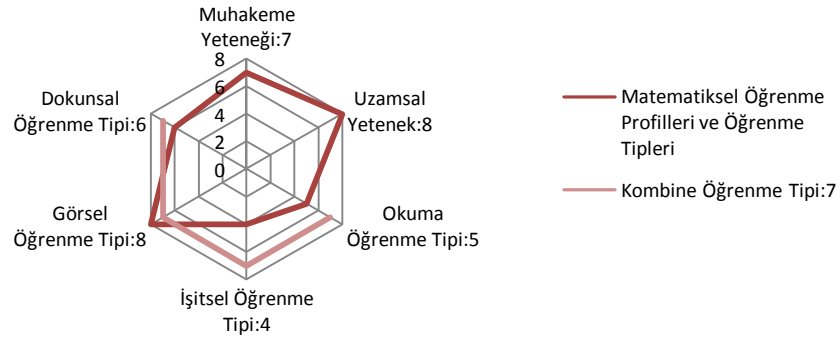 Muhakeme
Yeteneği:7
Uzamsal
Yetenek:8
Okuma
Öğrenme Tipi:5
İşitsel Öğrenme
Tipi:4
Görsel
Öğrenme Tipi:8
Dokunsal
Öğrenme Tipi:6
8
6
4
2
0
Matematiksel Öğrenme
Profilleri ve Öğrenme
Tipleri
Kombine Öğrenme Tipi:7